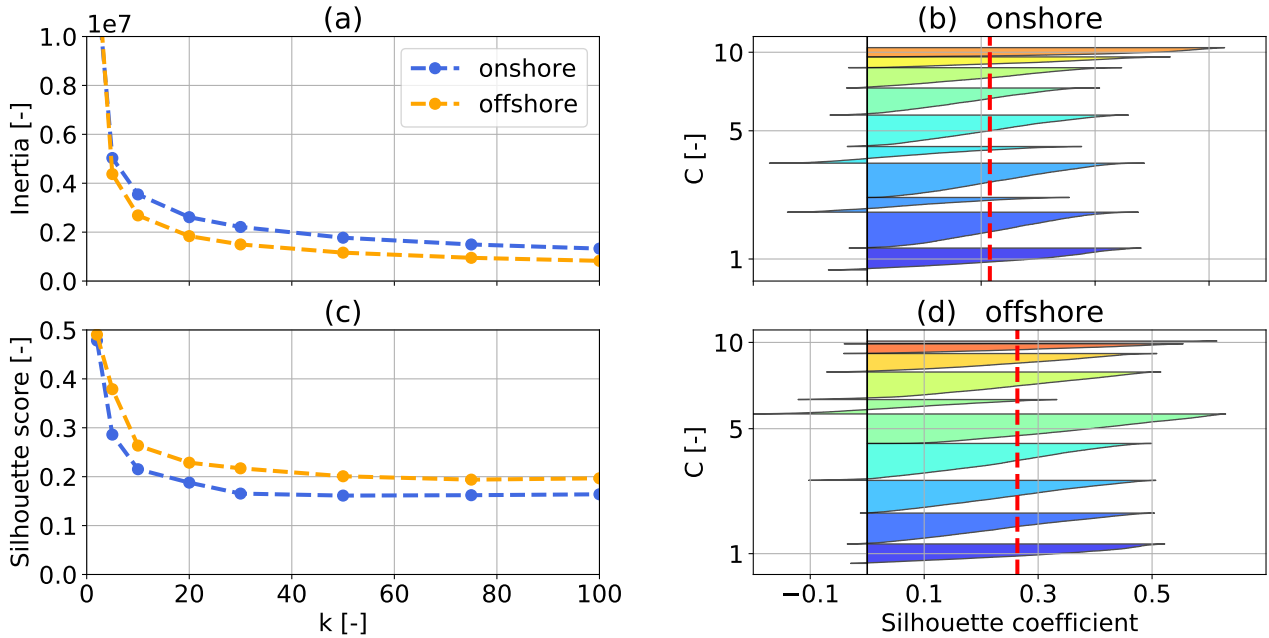 (a)
1e7
1.0
0.8
0.6
0.4
0.2
0.0
Inertia [-]
onshore
offshore
(b) onshore
10
5
1
C [-]
(c)
0.5
0.4
0.3
0.2
0.1
0.0
Silhouette score [-]
0 20 40 60 80 100
k [-]
(d) offshore
10
5
1
C [-]
−0.1 0.1 0.3 0.5
Silhouette coefficient